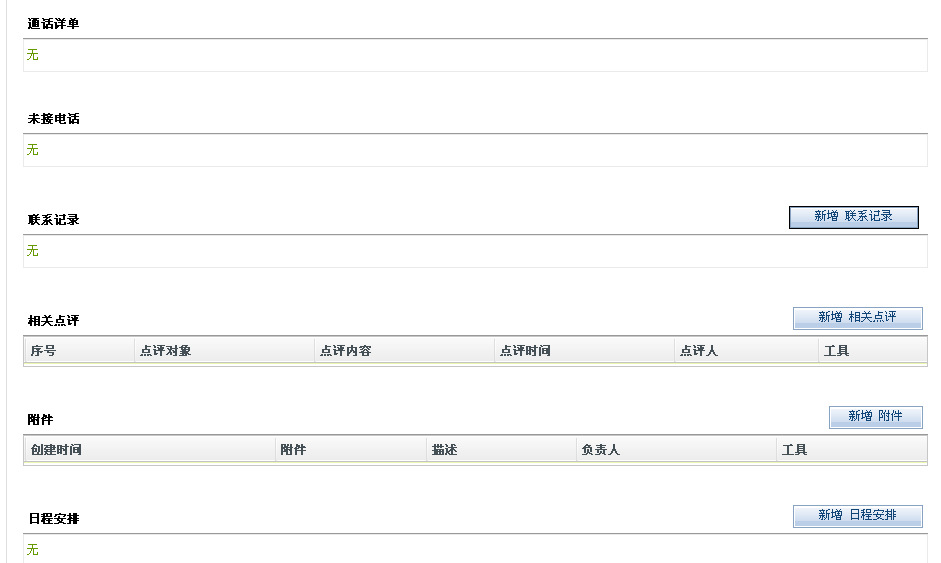 通话详单
无
未接电话
无
联系记录 新增 联系记录
无
相关点评 新增 相关点评
序号 点评对象 点评内容 点评时间 点评人 工具
附件 新增 附件
创建时间 附件 描述 负责人 工具
日程安排 新增 日程安排
无